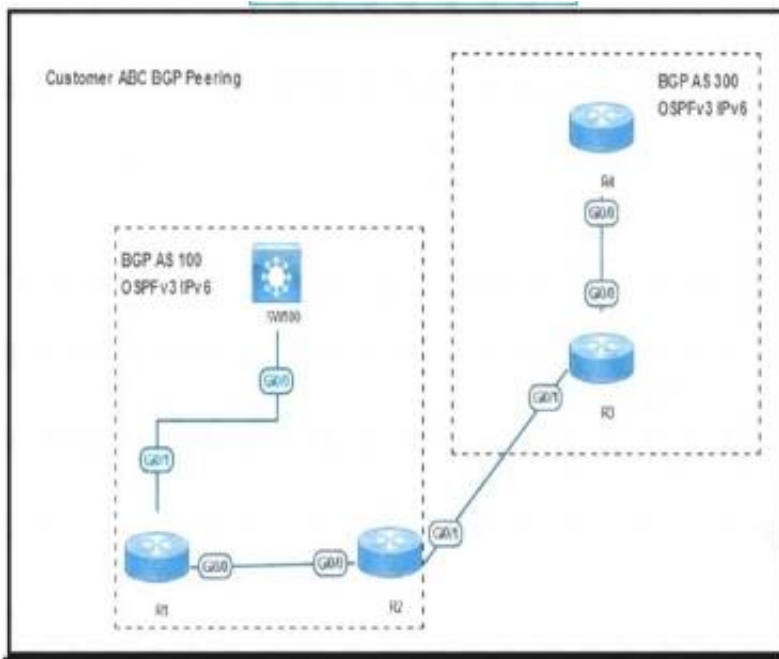 Customer ABC BGP Peering
BGP AS 300
OSPFv3 IPv6
R4
Gi0/0
Gi0/0
R3
Gi0/1
BGP AS 100
OSPFv3 IPv6
SW100
Gi0/0
Gi0/1
R1
Gi0/0
Gi0/0
R2
Gi0/1